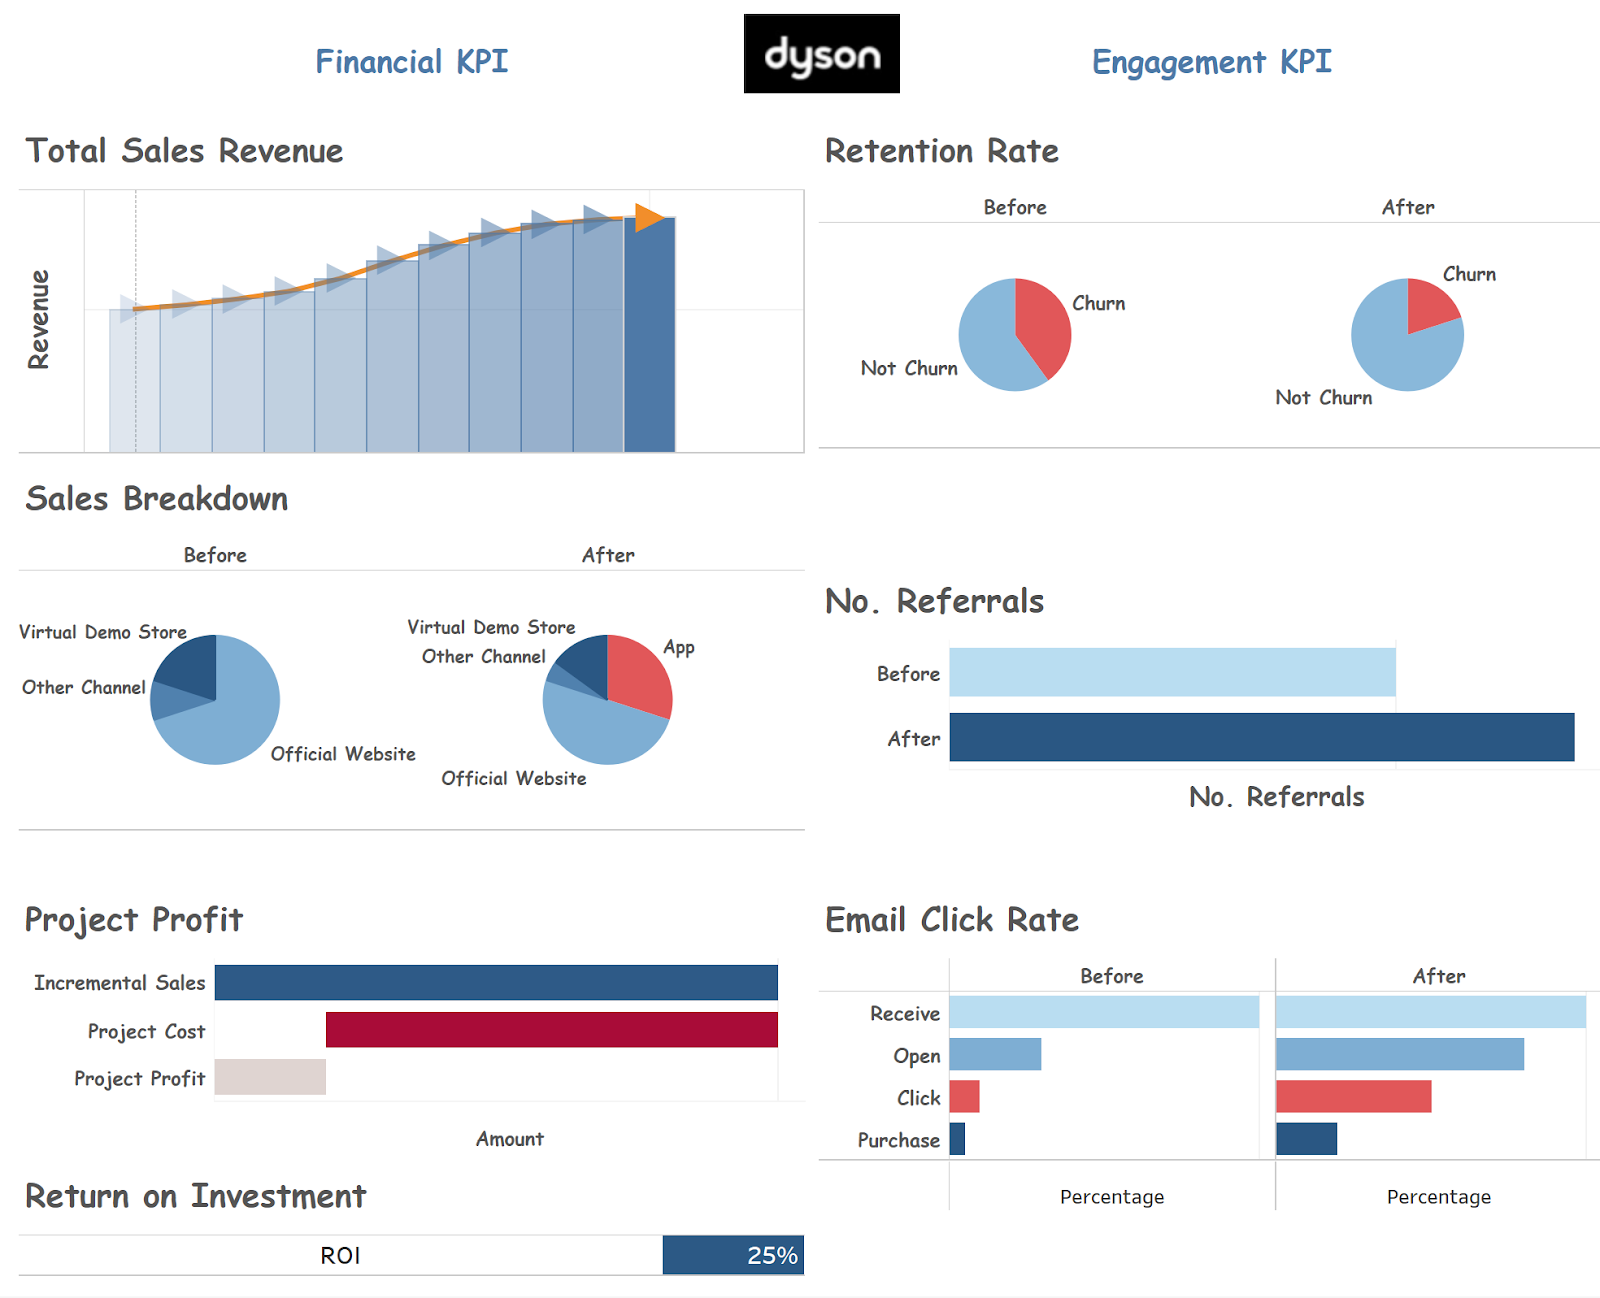 Financial KPI
dyson
Engagement KPI
Total Sales Revenue
Revenue
Sales Breakdown
Before
After
Virtual Demo Store
Other Channel
Official Website
Virtual Demo Store
Other Channel
App
Official Website
Project Profit
Incremental Sales
Project Cost
Project Profit
Amount
Return on Investment
ROI
25%
Retention Rate
Before
After
Churn
Not Churn
Churn
Not Churn
No. Referrals
Before
After
No. Referrals
Email Click Rate
Before
After
Receive
Open
Click
Purchase
Percentage
Percentage